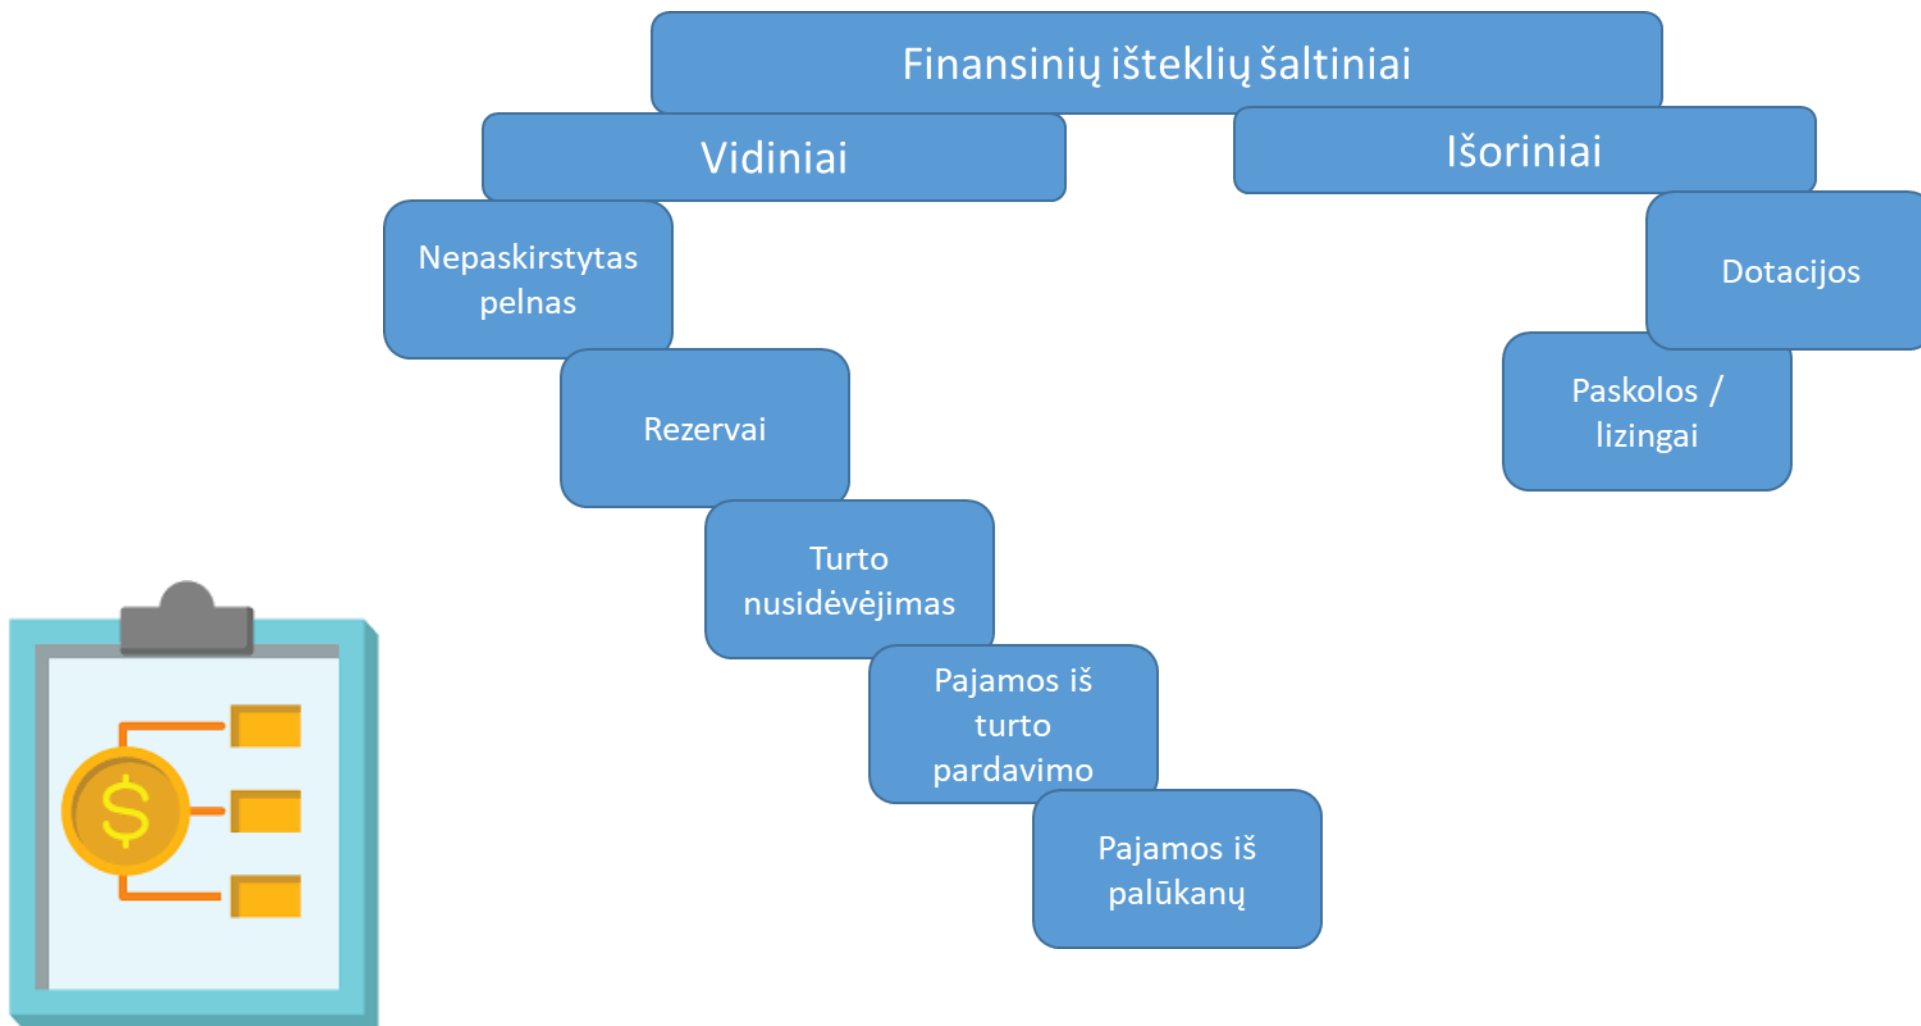 Finansinių išteklių šaltiniai
Vidiniai
Išoriniai
Nepaskirstytas
pelnas
Dotacijos
Rezervai
Paskolos /
lizingai
Turto
nusidėvėjimas
Pajamos iš
turto
pardavimo
Pajamos iš
palūkanų
$